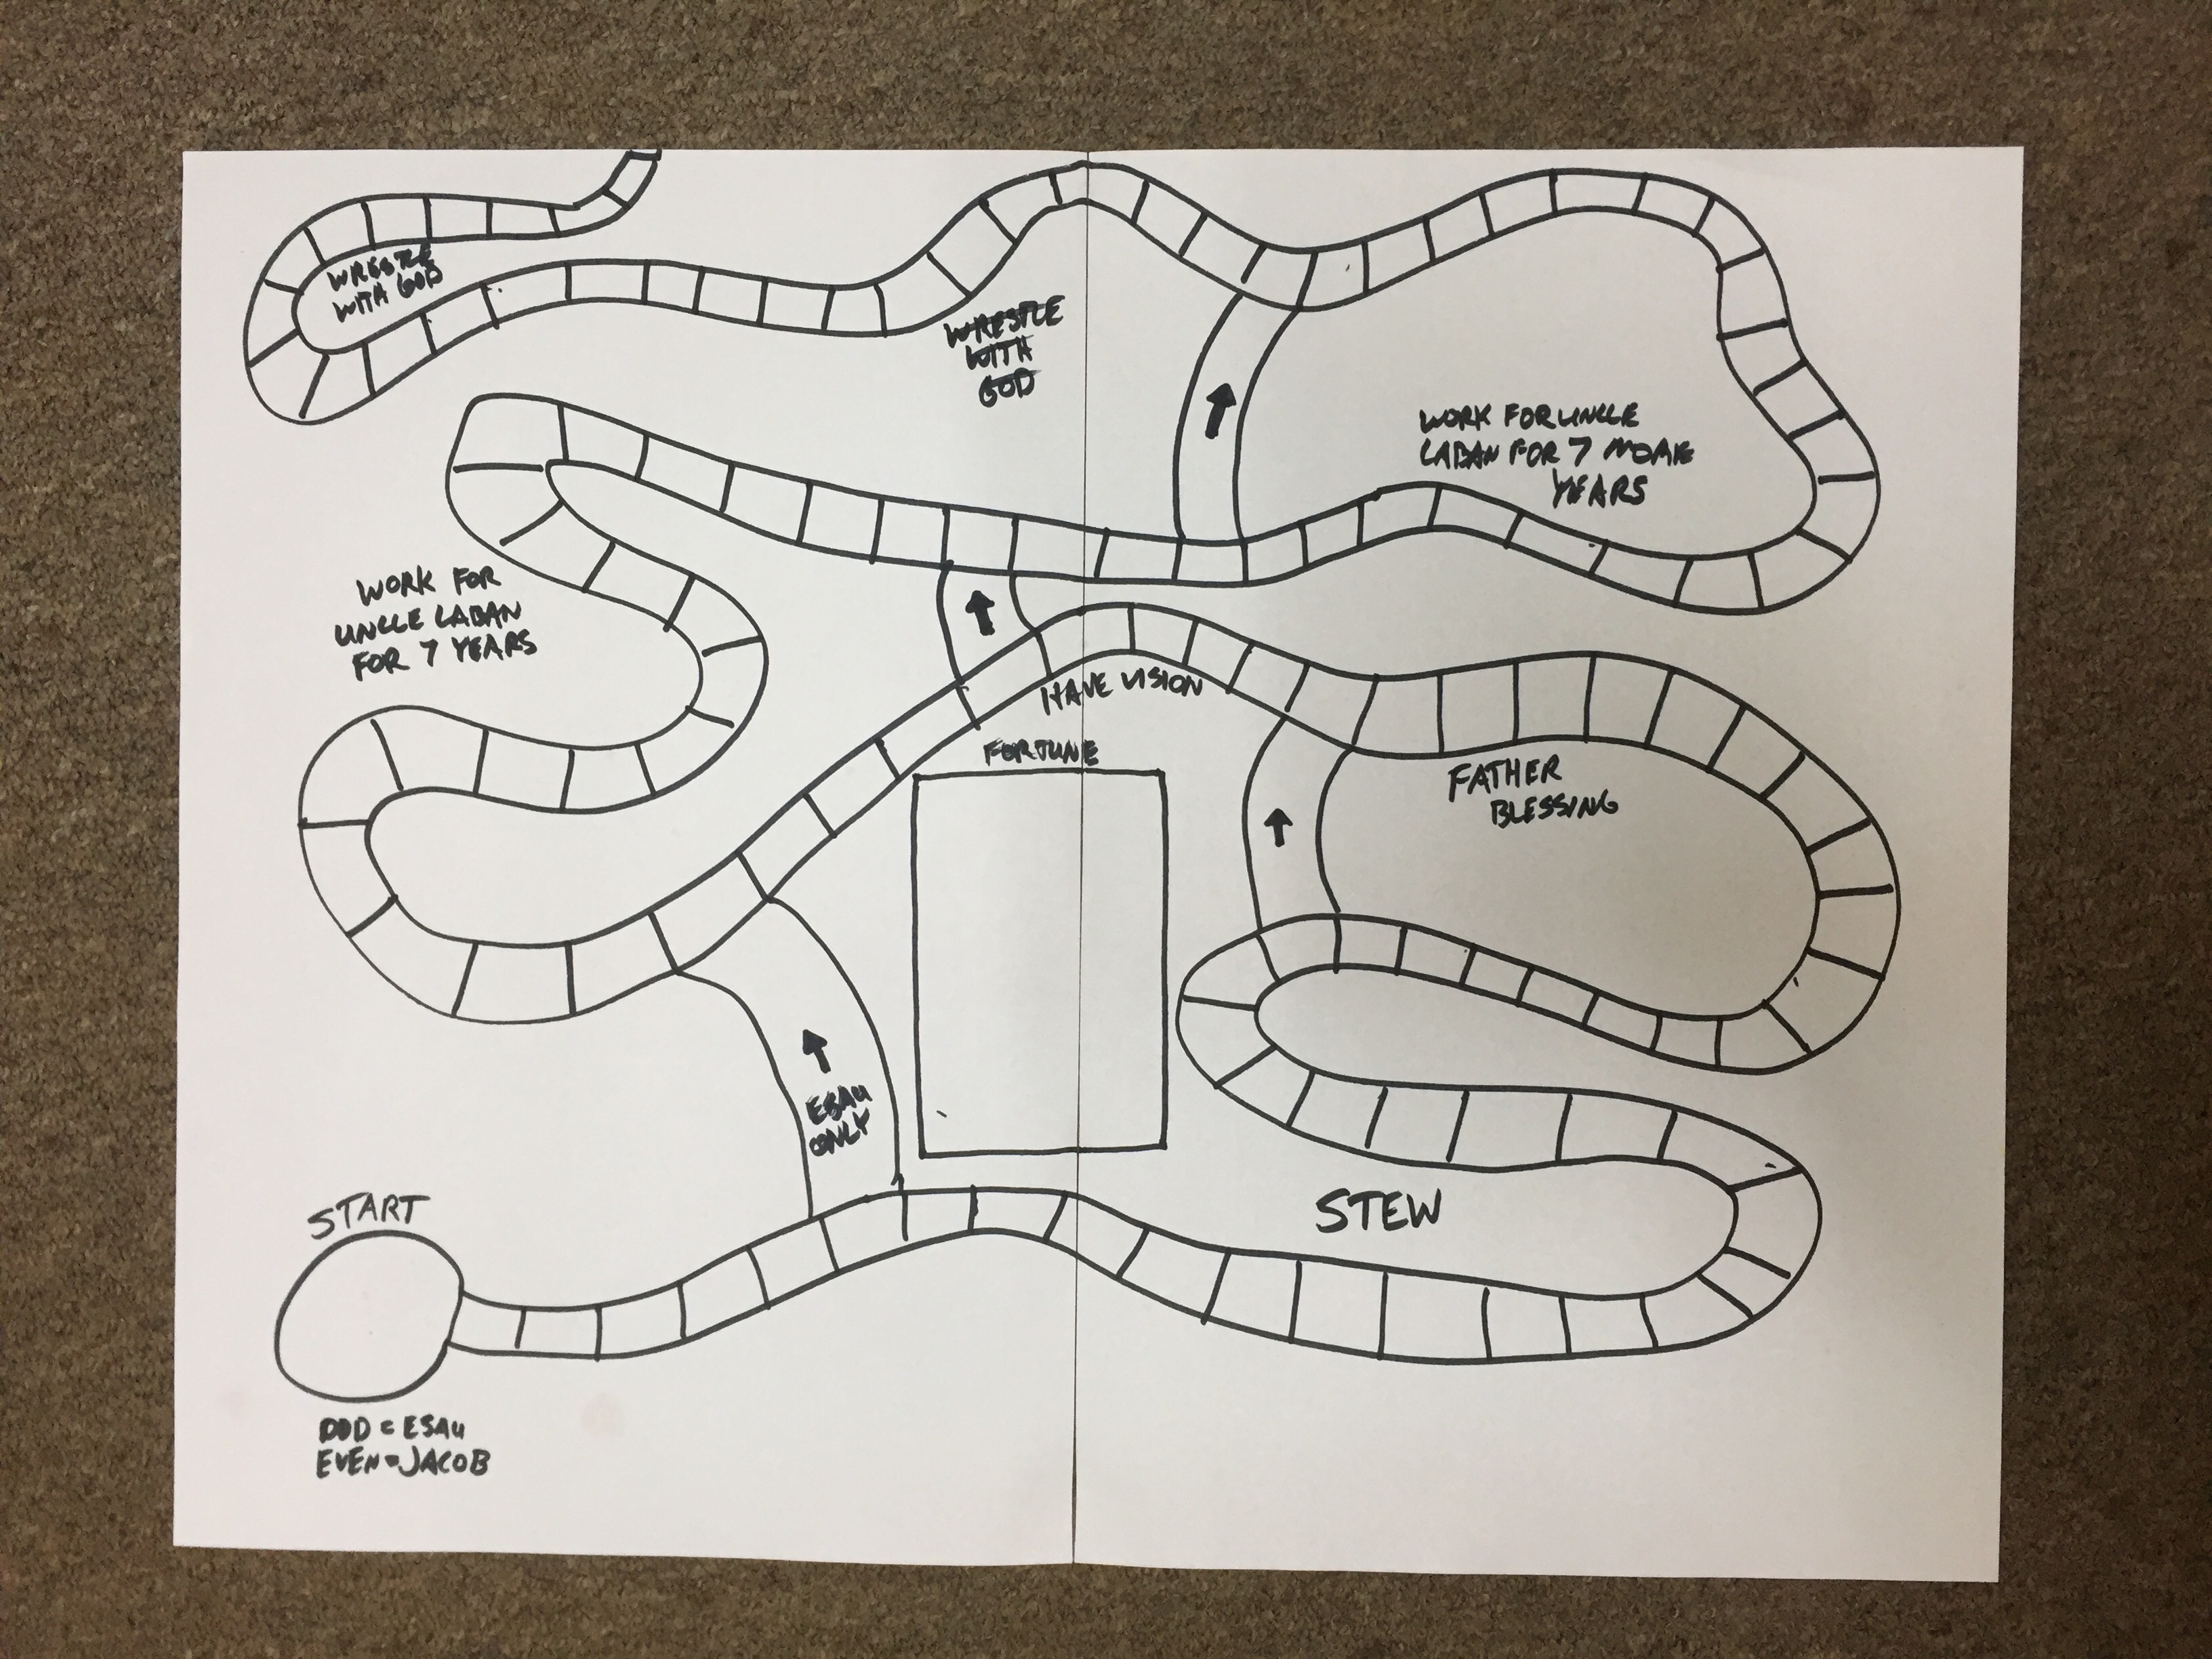 WRESTLE
WITH GOD
WRESTLE
WITH
GOD
WORK FOR UNCLE
LABAN FOR 7 MORE
YEARS
WORK FOR
UNCLE LABAN
FOR 7 YEARS
HAVE VISION
FORTUNE
FATHER
BLESSING
ESAU
ONLY
STEW
START
ODD = ESAU
EVEN = JACOB